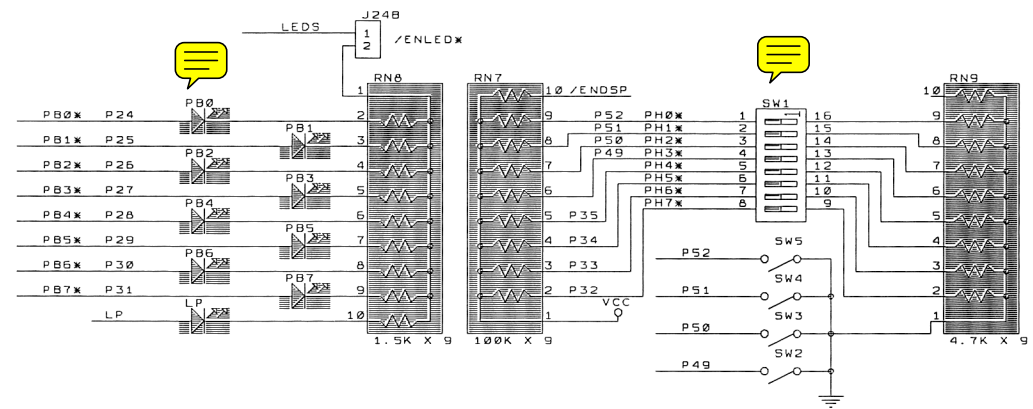 J24B
LEDS
1
2
/ENLED*
RN8
RN7
RN9
1
10 /ENDSP
10
PB0
SW1
PB0* P24
2
9
P52 PH0*
1
16
9
PB1
PB1* P25
3
8
P51 PH1*
2
15
8
PB2
P50 PH2*
3
14
PB2* P26
4
7
P49 PH3*
4
13
7
PB3
PH4*
5
12
PB3* P27
5
6
PH5*
6
11
6
PB4
PH6*
7
10
PB4* P28
6
5 P35
PH7*
8
9
5
PB5
PB5* P29
7
4 P34
SW5
4
PB6
P52
PB6* P30
8
3 P33
3
PB7
SW4
PB7* P31
9
2 P32
P51
2
LP
VCC
SW3
LP
10
1
1
P50
1.5K X 9
100K X 9
4.7K X 9
SW2
P49